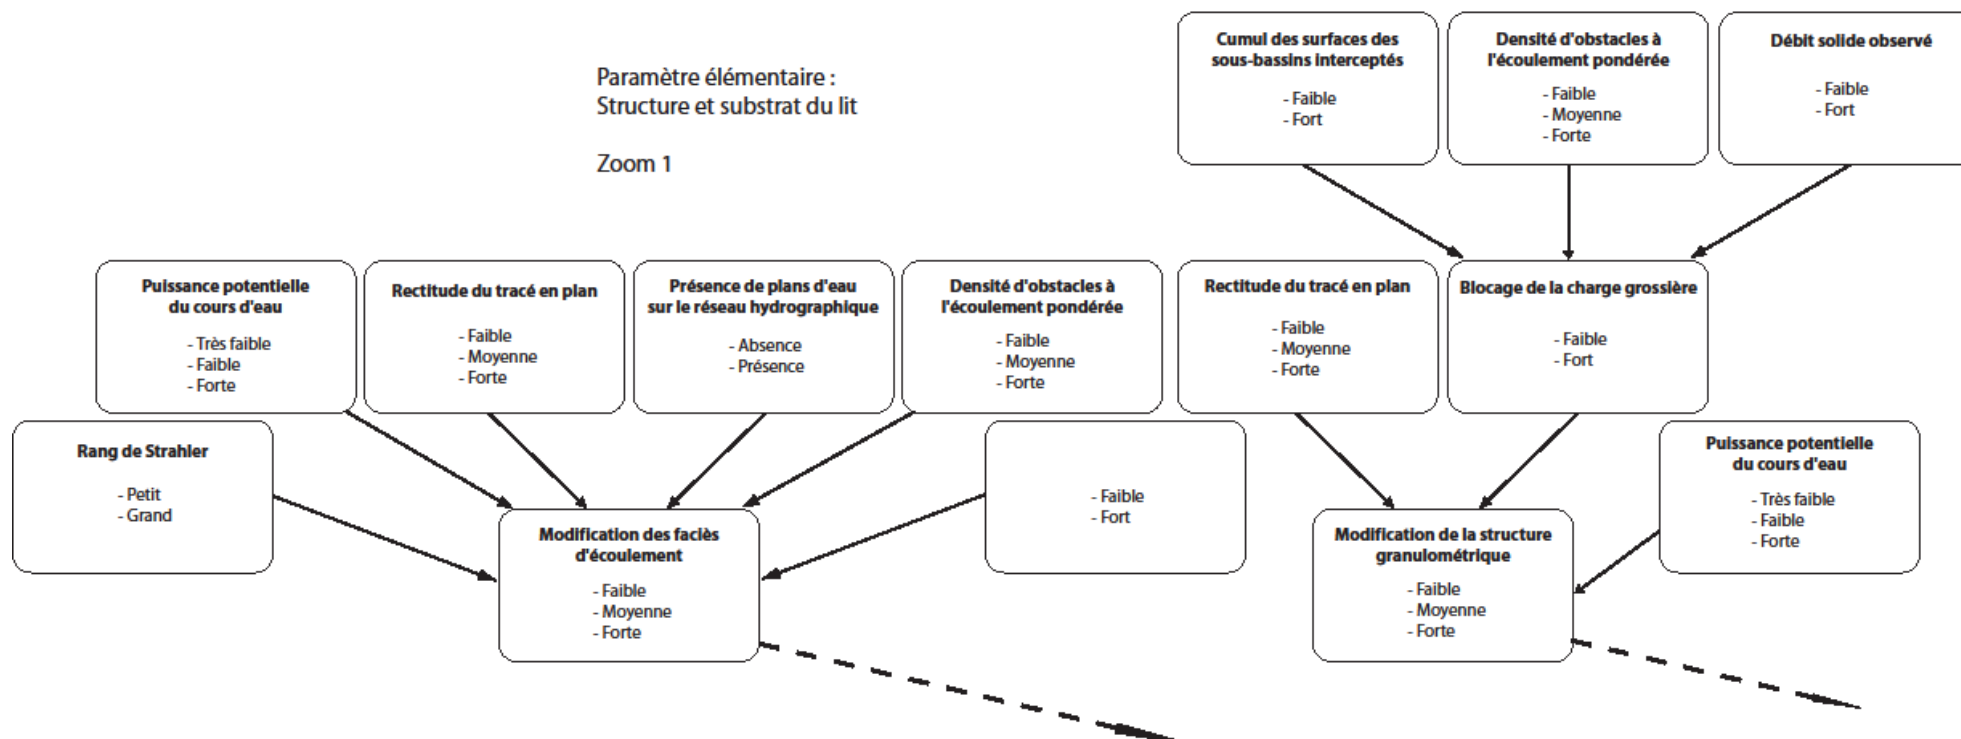 Paramètre élémentaire :
Structure et substrat du lit
Zoom 1
Cumul des surfaces des
sous-bassins interceptés
- Faible
- Fort
Densité d'obstacles à
l'écoulement pondérée
- Faible
- Moyenne
- Forte
Débit solide observé
- Faible
- Fort
Puissance potentielle
du cours d'eau
- Très faible
- Faible
- Forte
Rectitude du tracé en plan
- Faible
- Moyenne
- Forte
Présence de plans d'eau
sur le réseau hydrographique
- Absence
- Présence
Densité d'obstacles à
l'écoulement pondérée
- Faible
- Moyenne
- Forte
Rectitude du tracé en plan
- Faible
- Moyenne
- Forte
Blocage de la charge grossière
- Faible
- Fort
Rang de Strahler
- Petit
- Grand
- Faible
- Fort
Puissance potentielle
du cours d'eau
- Très faible
- Faible
- Forte
Modification des faciès
d'écoulement
- Faible
- Moyenne
- Forte
Modification de la structure
granulométrique
- Faible
- Moyenne
- Forte